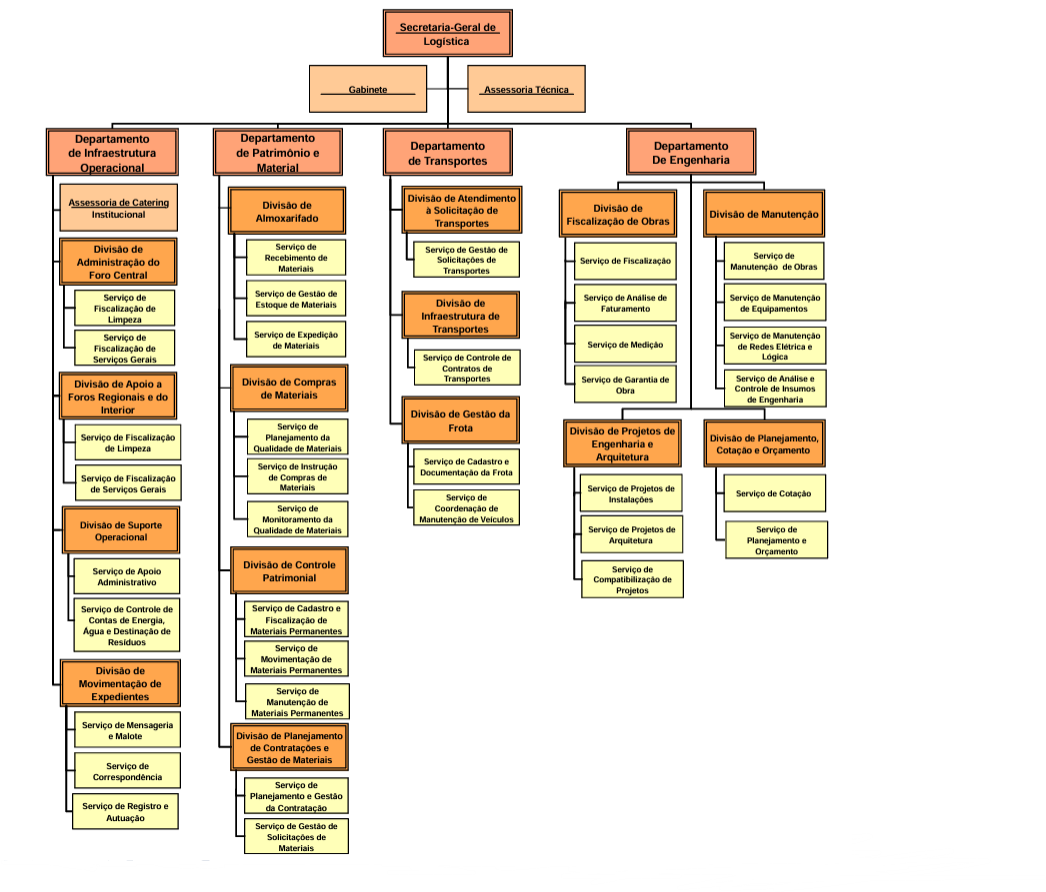 Secretaria-Geral de
Logística
Gabinete
Assessoria Técnica
Departamento
de Infraestrutura
Operacional
Assessoria de Catering
Institucional
Divisão de
Administração do
Foro Central
Serviço de
Fiscalização de
Limpeza
Serviço de
Fiscalização de
Serviços Gerais
Divisão de Apoio a
Foros Regionais e do
Interior
Serviço de Fiscalização
de Limpeza
Serviço de Fiscalização
de Serviços Gerais
Divisão de Suporte
Operacional
Serviço de Apoio
Administrativo
Serviço de Controle de
Contas de Energia,
Água e Destinação de
Resíduos
Divisão de
Movimentação de
Expedientes
Serviço de Mensageria
e Malote
Serviço de
Correspondência
Serviço de Registro e
Autuação
Departamento
de Patrimônio e
Material
Divisão de
Almoxarifado
Serviço de
Recebimento de
Materiais
Serviço de Gestão de
Estoque de Materiais
Serviço de Expedição
de Materiais
Divisão de Compras
de Materiais
Serviço de
Planejamento da
Qualidade de Materiais
Serviço de Instrução
de Compras de
Materiais
Serviço de
Monitoramento da
Qualidade de Materiais
Divisão de Controle
Patrimonial
Serviço de Cadastro e
Fiscalização de
Materiais Permanentes
Serviço de
Movimentação de
Materiais Permanentes
Serviço de
Manutenção de
Materiais Permanentes
Divisão de Planejamento
de Contratações e
Gestão de Materiais
Serviço de
Planejamento e Gestão
da Contratação
Serviço de Gestão de
Solicitações de
Materiais
Departamento
de Transportes
Divisão de Atendimento
à Solicitação de
Transportes
Serviço de Gestão de
Solicitações de
Transportes
Divisão de
Infraestrutura de
Transportes
Serviço de Controle de
Contratos de
Transportes
Divisão de Gestão da
Frota
Serviço de Cadastro e
Documentação da Frota
Serviço de
Coordenação de
Manutenção de Veículos
Departamento
De Engenharia
Divisão de
Fiscalização de Obras
Serviço de Fiscalização
Serviço de Análise de
Faturamento
Serviço de Medição
Serviço de Garantia de
Obra
Divisão de Manutenção
Serviço de
Manutenção de Obras
Serviço de Manutenção
de Equipamentos
Serviço de Manutenção
de Redes Elétrica e
Lógica
Serviço de Análise e
Controle de Insumos
de Engenharia
Divisão de Projetos de
Engenharia e
Arquitetura
Serviço de Projetos de
Instalações
Serviço de Projetos de
Arquitetura
Serviço de
Compatibilização de
Projetos
Divisão de Planejamento,
Cotação e Orçamento
Serviço de Cotação
Serviço de
Planejamento e
Orçamento